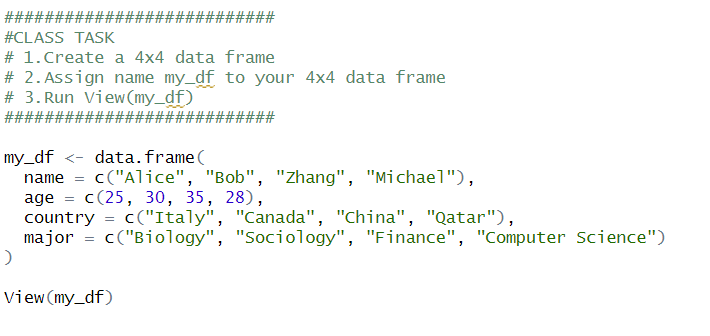 ###########################
#CLASS TASK
# 1.Create a 4x4 data frame
# 2.Assign name my_df to your 4x4 data frame
# 3.Run View(my_df)
###########################
my_df <- data.frame(
name = c("Alice", "Bob", "Zhang", "Michael"),
age = c(25, 30, 35, 28),
country = c("Italy", "Canada", "China", "Qatar"),
major = c("Biology", "Sociology", "Finance", "Computer Science")
)
View(my_df)